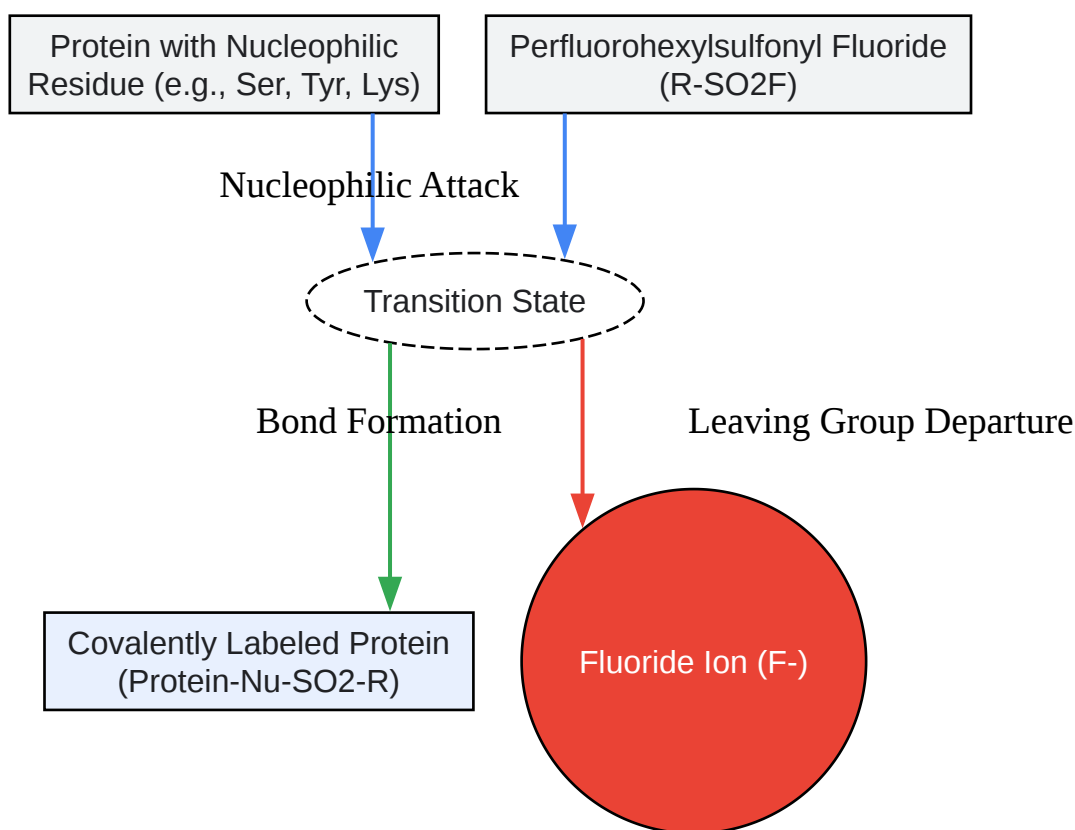 Protein with Nucleophilic
Residue (e.g., Ser, Tyr, Lys)
Perfluorohexylsulfonyl Fluoride
(R-SO2F)
Nucleophilic Attack
Transition State
Bond Formation
Leaving Group Departure
Covalently Labeled Protein
(Protein-Nu-SO2-R)
Fluoride Ion (F-)